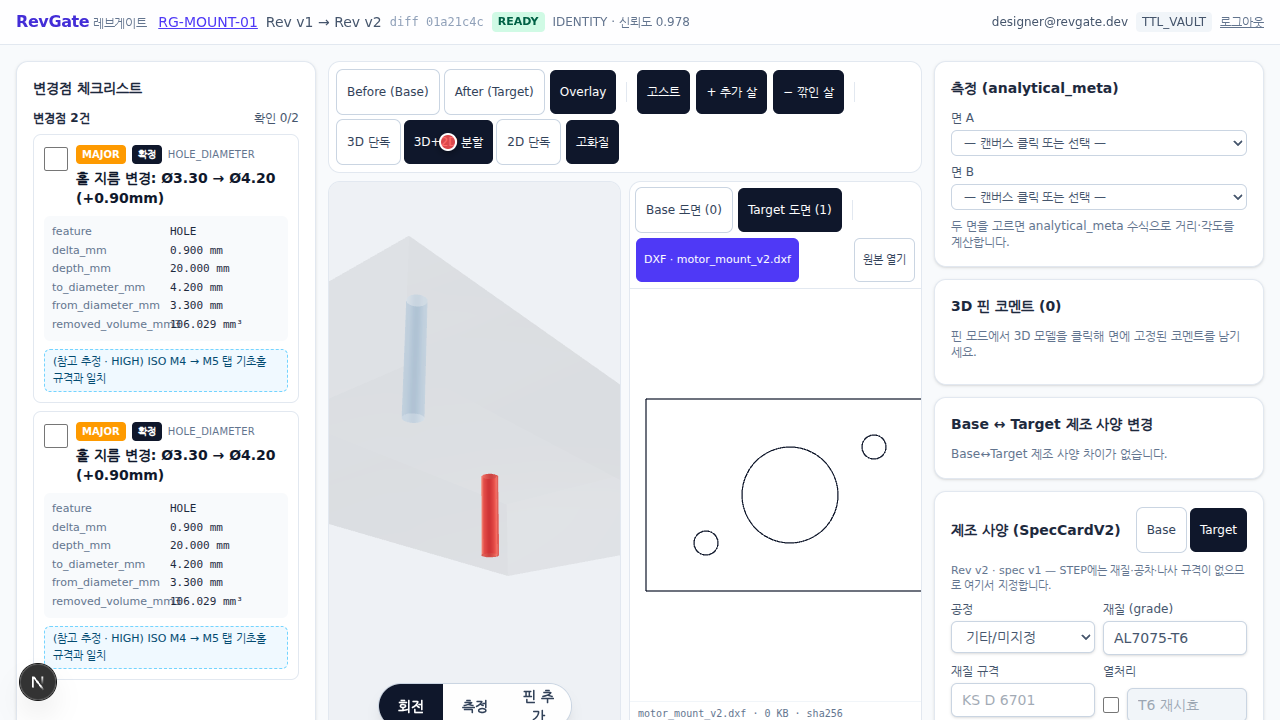 RevGate 레브게이트 RG-MOUNT-01 Rev v1 → Rev v2 diff 01a21c4c READY IDENTITY · 신뢰도 0.978 designer@revgate.dev TTL_VAULT 로그아웃
변경점 체크리스트
변경점 2건 확인 0/2
MAJOR 확정 HOLE_DIAMETER
홀 지름 변경: Ø3.30 → Ø4.20
(+0.90mm)
feature HOLE
delta_mm 0.900 mm
depth_mm 20.000 mm
to_diameter_mm 4.200 mm
from_diameter_mm 3.300 mm
removed_volume_mm3 106.029 mm³
(참고 추정 · HIGH) ISO M4 → M5 탭 기초홀
규격과 일치
MAJOR 확정 HOLE_DIAMETER
홀 지름 변경: Ø3.30 → Ø4.20
(+0.90mm)
feature HOLE
delta_mm 0.900 mm
depth_mm 20.000 mm
to_diameter_mm 4.200 mm
from_diameter_mm 3.300 mm
removed_volume_mm3 106.029 mm³
(참고 추정 · HIGH) ISO M4 → M5 탭 기초홀
규격과 일치
N
Before (Base) After (Target) Overlay 고스트 + 추가 살 − 깎인 살
3D 단독 3D+ 분할 2D 단독 고화질
회전 측정 핀 추
가
Base 도면 (0) Target 도면 (1)
DXF · motor_mount_v2.dxf 원본 열기
motor_mount_v2.dxf · 0 KB · sha256
측정 (analytical_meta)
면 A
— 캔버스 클릭 또는 선택 —
면 B
— 캔버스 클릭 또는 선택 —
두 면을 고르면 analytical_meta 수식으로 거리·각도를
계산합니다.
3D 핀 코멘트 (0)
핀 모드에서 3D 모델을 클릭해 면에 고정된 코멘트를 남기
세요.
Base ↔ Target 제조 사양 변경
Base↔Target 제조 사양 차이가 없습니다.
제조 사양 (SpecCardV2) Base Target
Rev v2 · spec v1 — STEP에는 재질·공차·나사 규격이 없으므
로 여기서 지정합니다.
공정 재질 (grade)
기타/미지정 AL7075-T6
재질 규격 열처리
KS D 6701 T6 재시효